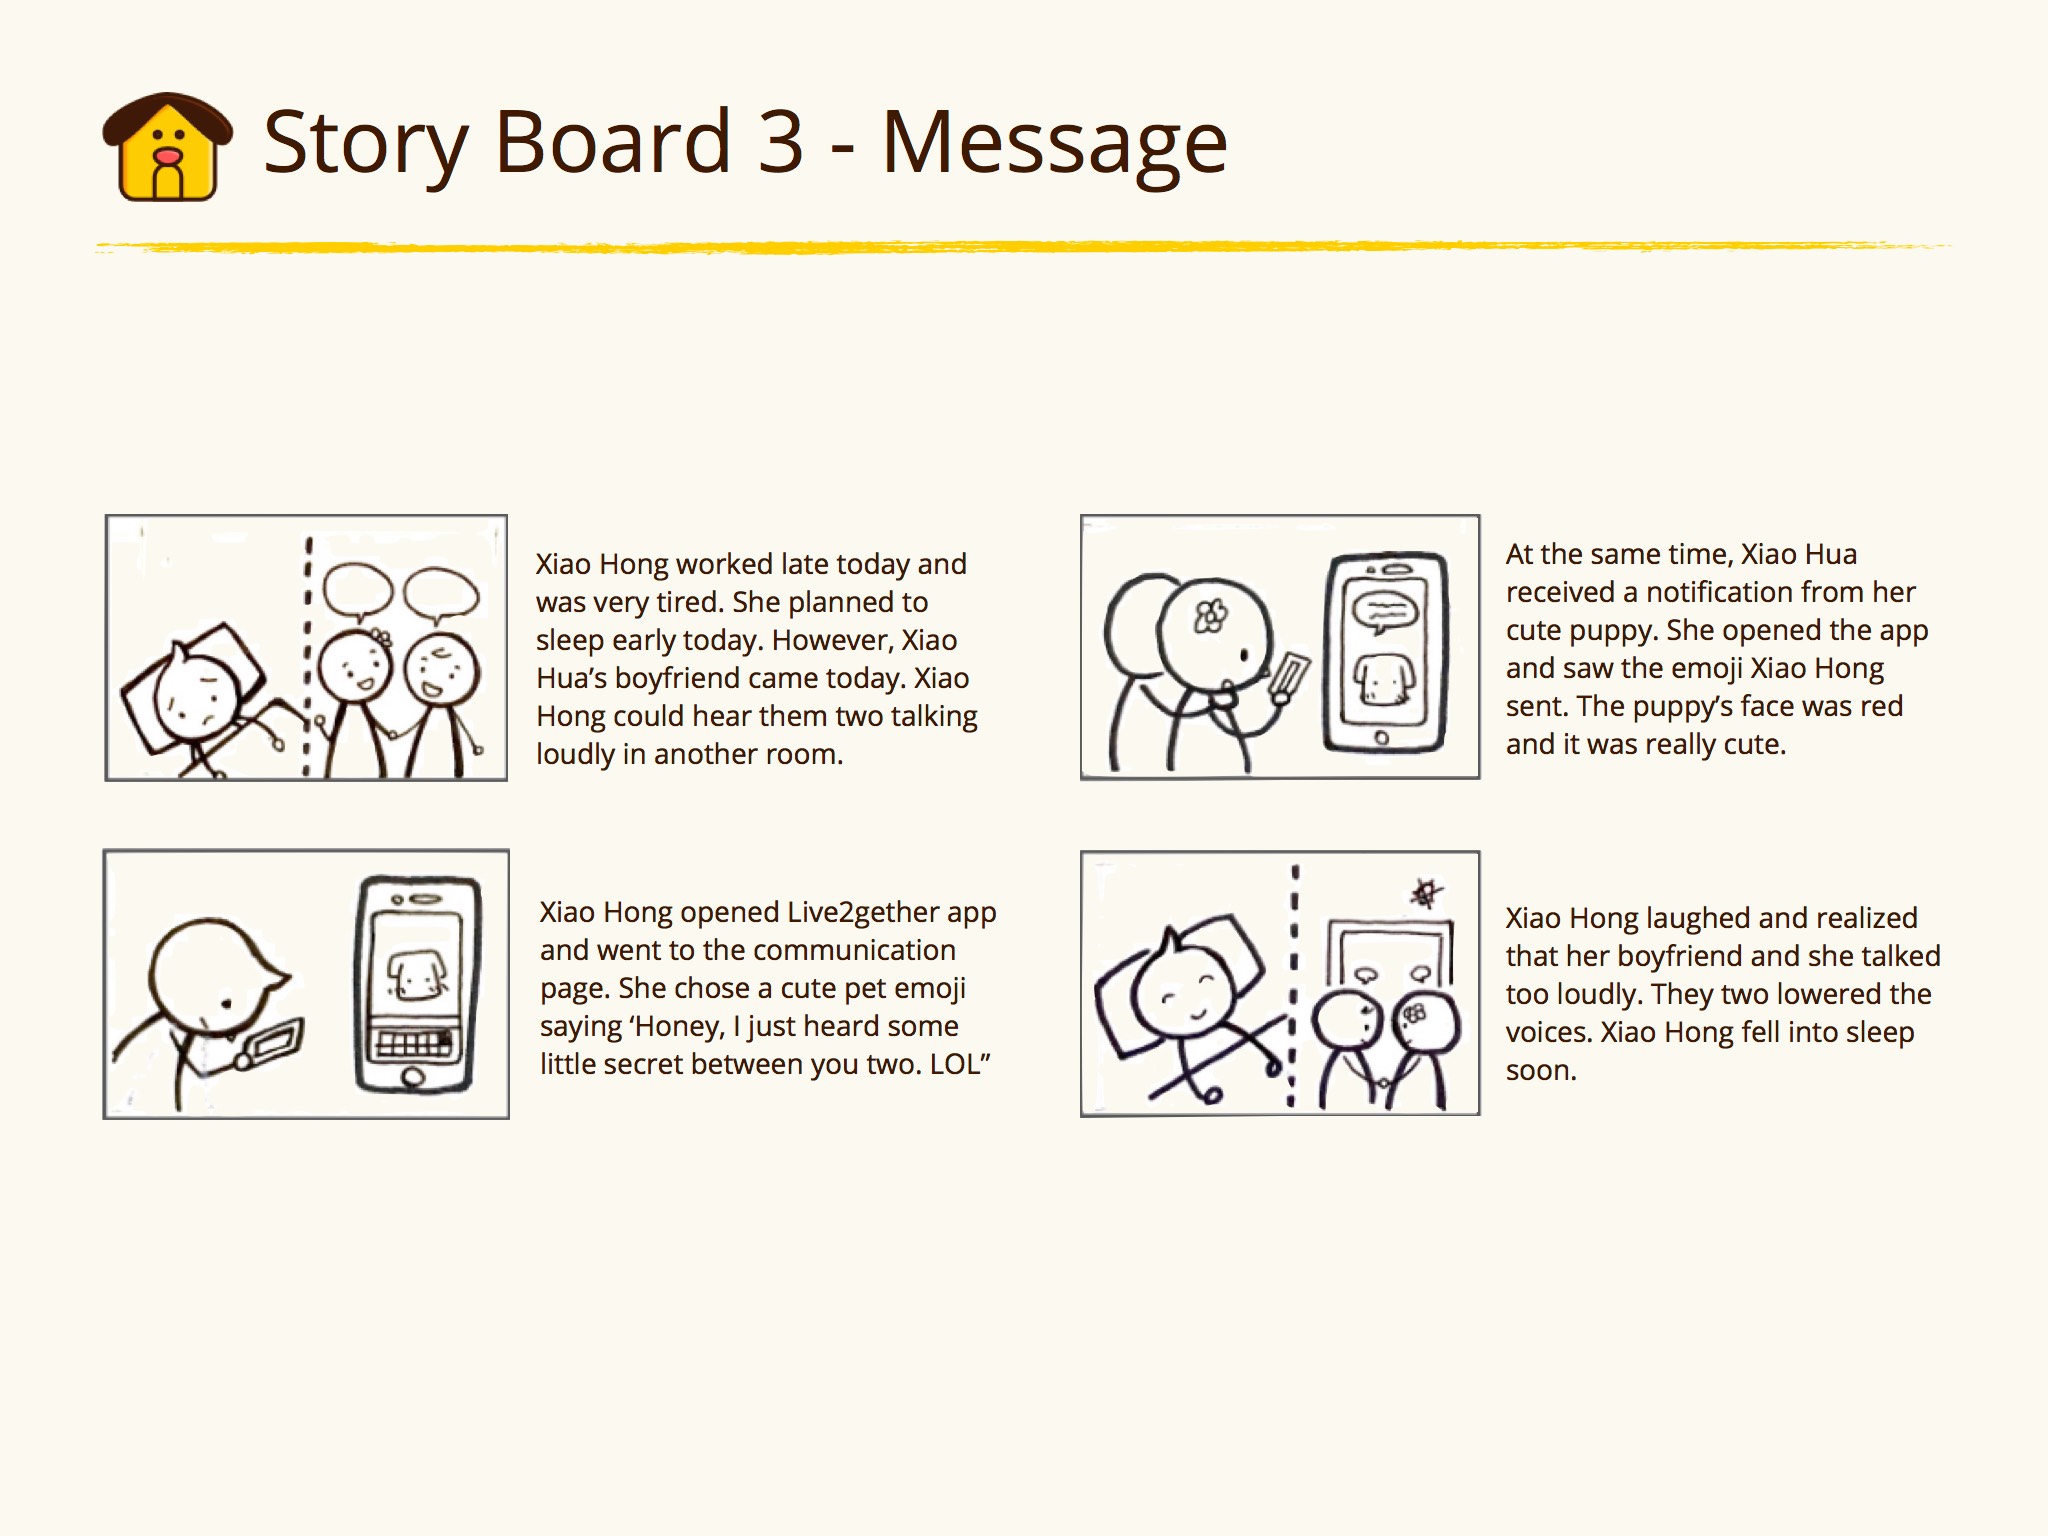 Story Board 3 - Message
Xiao Hong worked late today and
was very tired. She planned to
sleep early today. However, Xiao
Hua’s boyfriend came today. Xiao
Hong could hear them two talking
loudly in another room.
Xiao Hong opened Live2gether app
and went to the communication
page. She chose a cute pet emoji
saying ‘Honey, I just heard some
little secret between you two. LOL”
At the same time, Xiao Hua
received a notification from her
cute puppy. She opened the app
and saw the emoji Xiao Hong
sent. The puppy’s face was red
and it was really cute.
Xiao Hong laughed and realized
that her boyfriend and she talked
too loudly. They two lowered the
voices. Xiao Hong fell into sleep
soon.